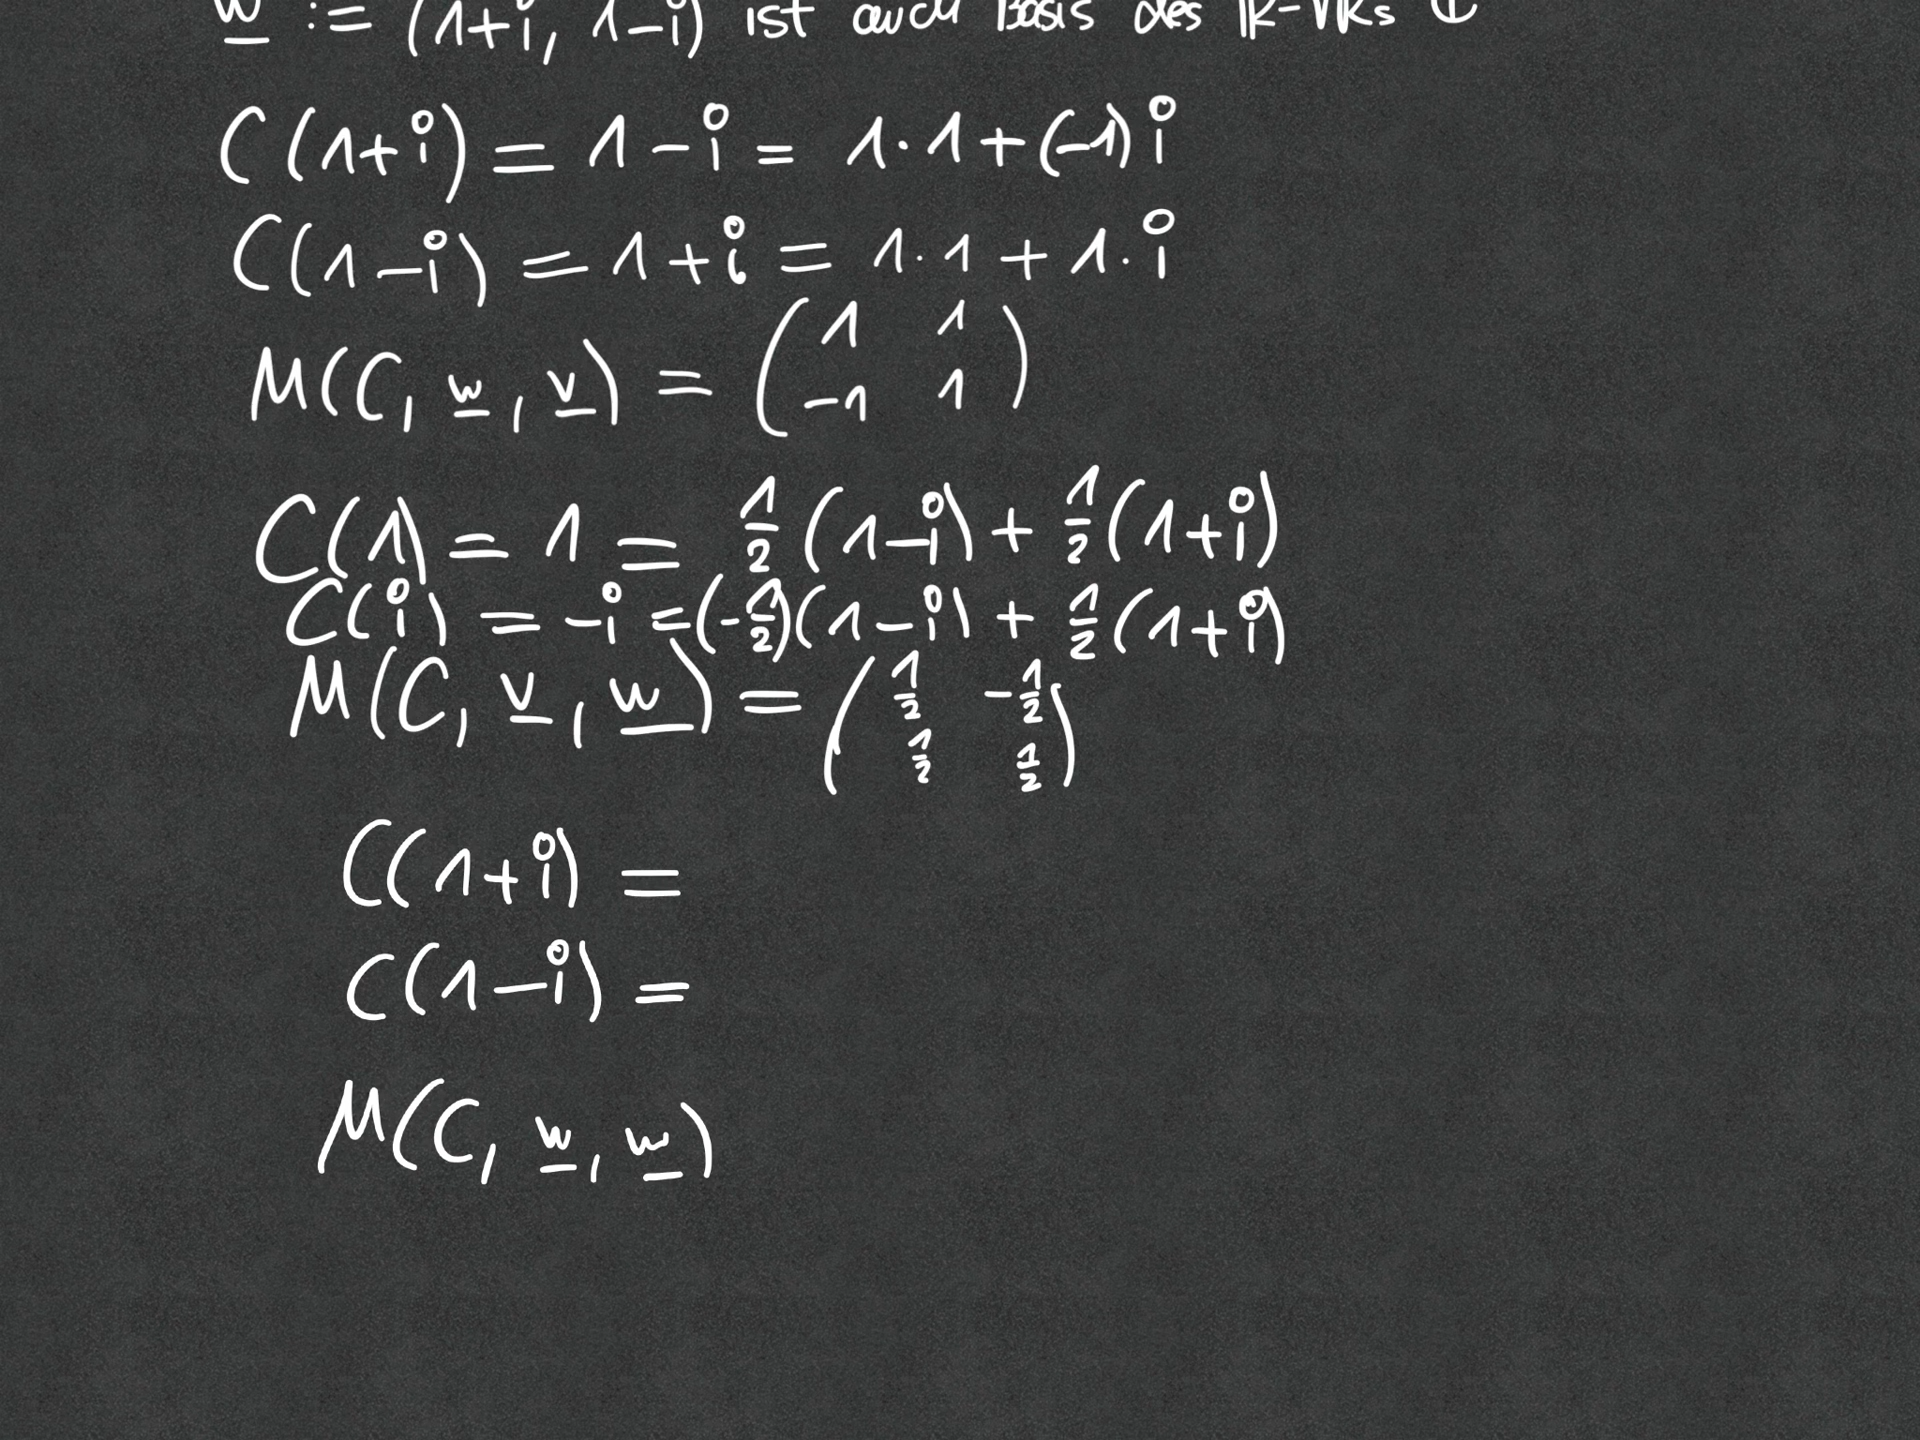 w := (1+i, 1-i) ist auch Basis des IR-VRs ℂ
C(1+i) = 1-i = 1·1+(-1)i
C(1-i) = 1+i = 1·1+1·i
M(C, w, v) = ( 1 1
-1 1 )
C(1) = 1 = 1/2 (1-i) + 1/2 (1+i)
C(i) = -i = (-1/2)(1-i) + 1/2 (1+i)
M(C, v, w) = ( 1/2 -1/2
1/2 1/2 )
C(1+i) =
C(1-i) =
M(C, w, w)